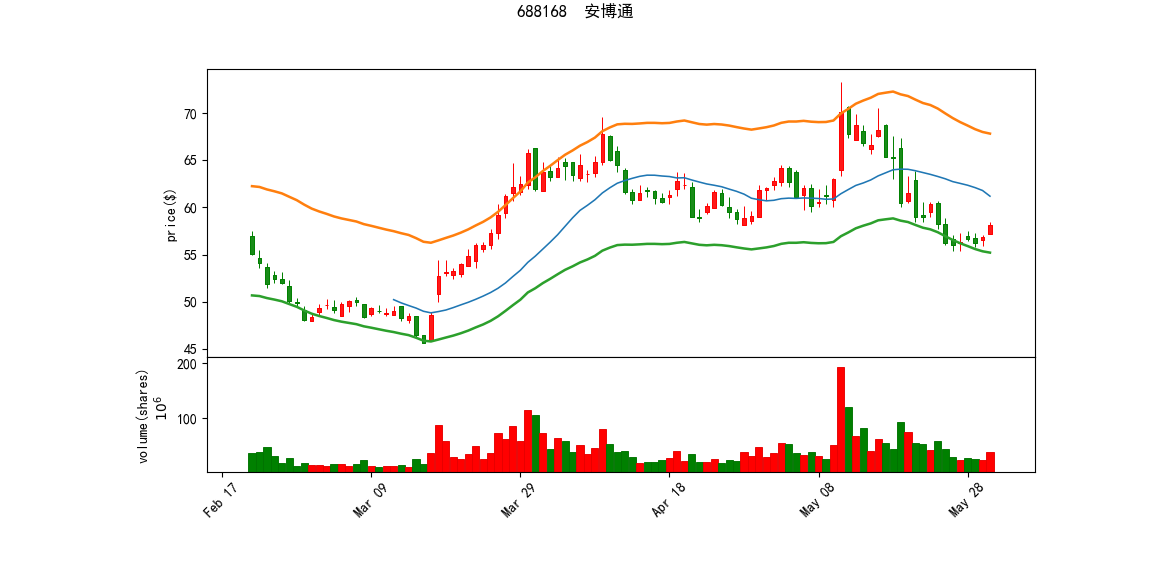 688168 安博通
price($)
70
65
60
55
50
45
volume(shares)
10^6
200
100
Feb 17
Mar 09
Mar 29
Apr 18
May 08
May 28